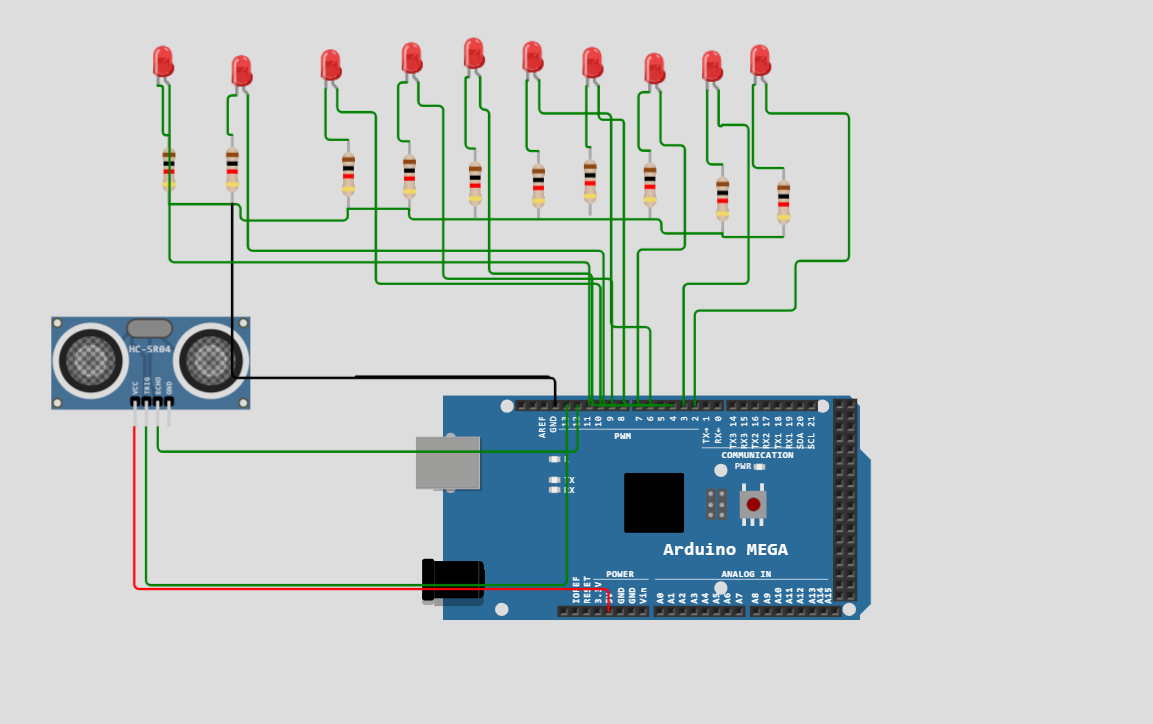 HC-SR04
VCC
TRIG
ECHO
GND
AREF
GND
13
12
11
10
9
8
7
6
5
4
3
2
TX→ 1
RX← 0
TX3 14
RX3 15
TX2 16
RX2 17
TX1 18
RX1 19
SDA 20
SCL 21
PWM
COMMUNICATION
L
PWR
TX
RX
Arduino MEGA
POWER
ANALOG IN
IOREF
RESET
3.3V
5V
GND
GND
Vin
A0
A1
A2
A3
A4
A5
A6
A7
A8
A9
A10
A11
A12
A13
A14
A15